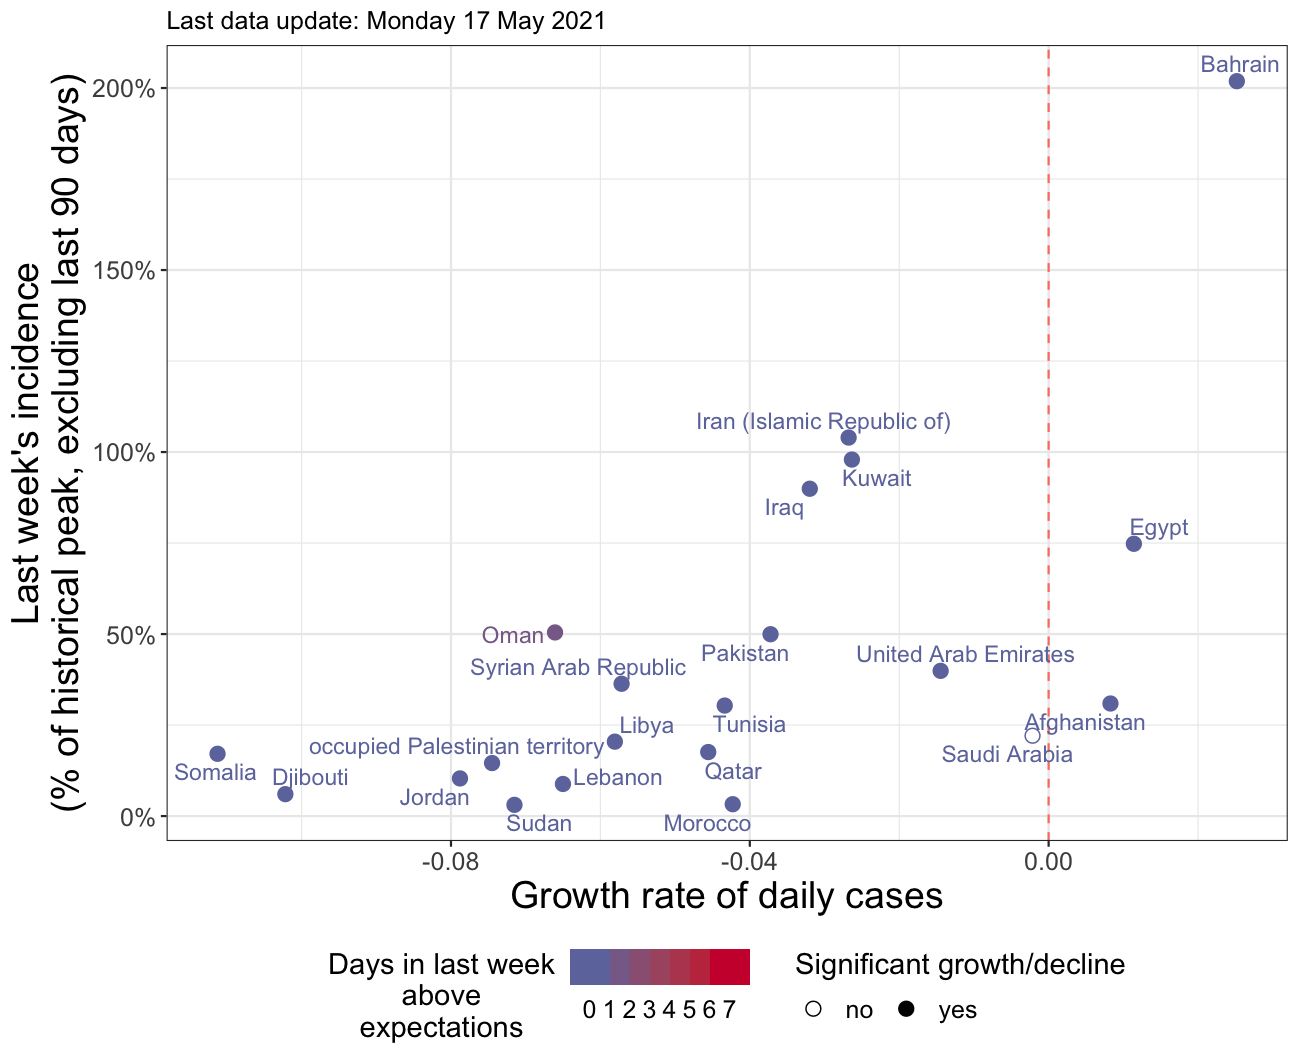 Last data update: Monday 17 May 2021
Last week's incidence
(% of historical peak, excluding last 90 days)
200%
150%
100%
50%
0%
Bahrain
Iran (Islamic Republic of)
Kuwait
Iraq
Egypt
Oman
Pakistan
United Arab Emirates
Syrian Arab Republic
Libya
Tunisia
Afghanistan
occupied Palestinian territory
Saudi Arabia
Somalia
Djibouti
Lebanon
Qatar
Jordan
Sudan
Morocco
-0.08
-0.04
0.00
Growth rate of daily cases
Days in last week
above
expectations
0 1 2 3 4 5 6 7
Significant growth/decline
no
yes